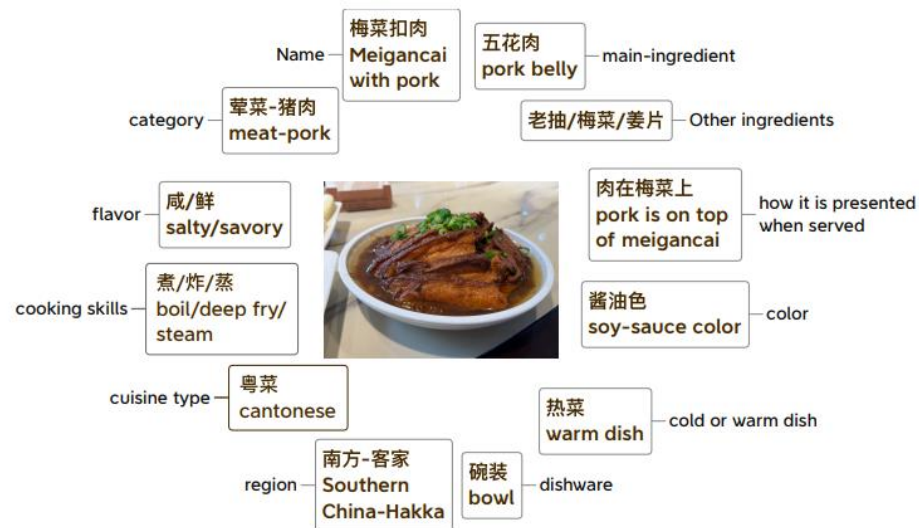 Name
梅菜扣肉
Meigancai
with pork
五花肉
pork belly
main-ingredient
category
荤菜-猪肉
meat-pork
老抽/梅菜/姜片
Other ingredients
flavor
咸/鲜
salty/savory
肉在梅菜上
pork is on top
of meigancai
how it is presented
when served
cooking skills
煮/炸/蒸
boil/deep fry/
steam
酱油色
soy-sauce color
color
cuisine type
粤菜
cantonese
热菜
warm dish
cold or warm dish
region
南方-客家
Southern
China-Hakka
碗装
bowl
dishware